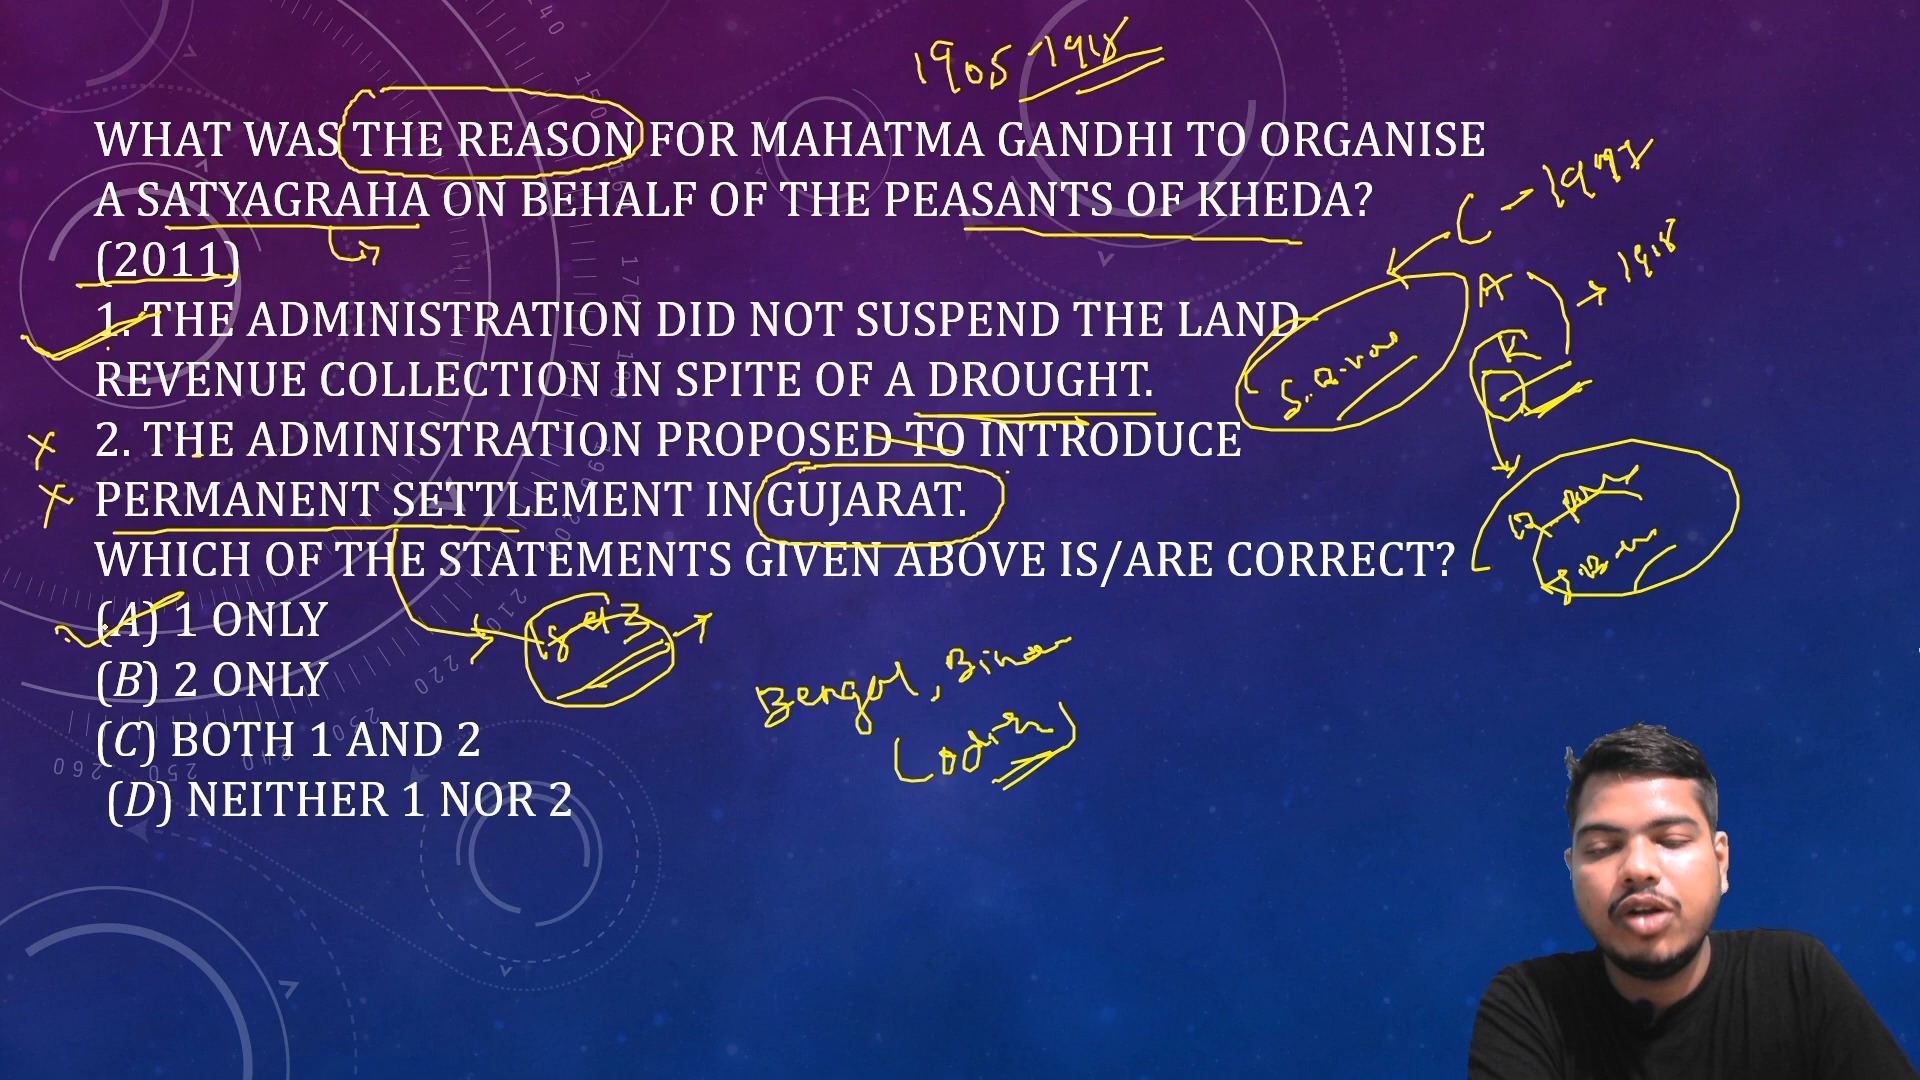 1905-1918
WHAT WAS THE REASON FOR MAHATMA GANDHI TO ORGANISE
A SATYAGRAHA ON BEHALF OF THE PEASANTS OF KHEDA?
(2011)
1. THE ADMINISTRATION DID NOT SUSPEND THE LAND
REVENUE COLLECTION IN SPITE OF A DROUGHT.
2. THE ADMINISTRATION PROPOSED TO INTRODUCE
PERMANENT SETTLEMENT IN GUJARAT.
WHICH OF THE STATEMENTS GIVEN ABOVE IS/ARE CORRECT?
(A) 1 ONLY
(B) 2 ONLY
(C) BOTH 1 AND 2
(D) NEITHER 1 NOR 2
C -
A
K
1918
Bengal, Bihar